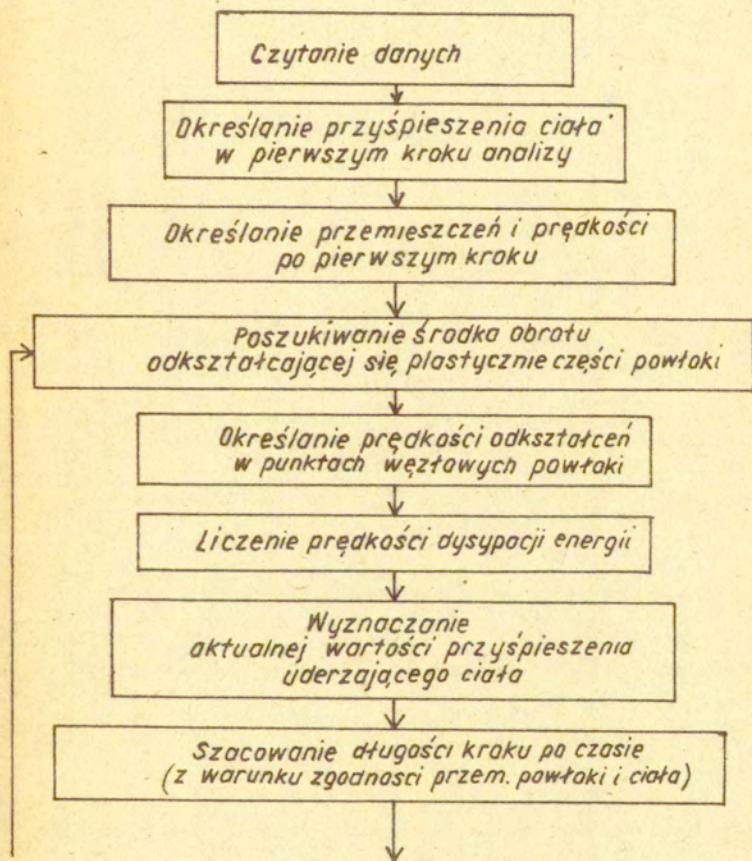 Czytanie danych
Określanie przyśpieszenia ciała
w pierwszym kroku analizy
Określanie przemieszczeń i prędkości
po pierwszym kroku
Poszukiwanie środka obrotu
odkształcającej się plastycznie części powłoki
Określanie prędkości odkształceń
w punktach węzłowych powłoki
Liczenie prędkości dysypacji energii
Wyznaczanie
aktualnej wartości przyśpieszenia
uderzającego ciała
Szacowanie długości kroku po czasie
(z warunku zgodności przem. powłoki i ciała)